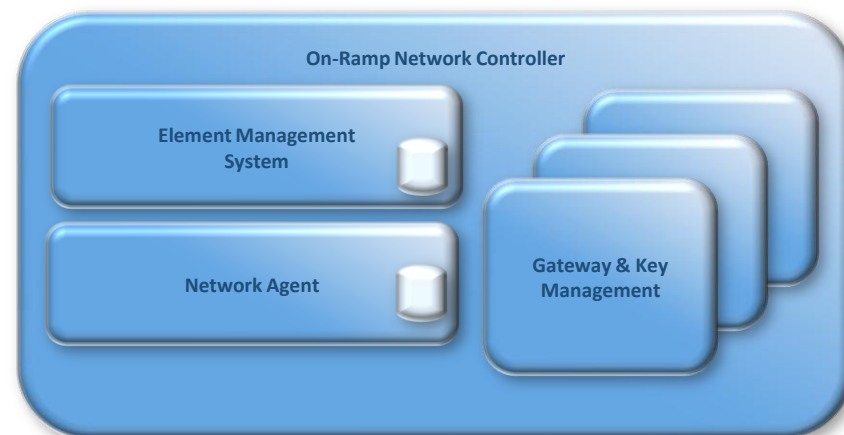 On-Ramp Network Controller
Element Management
System
Network Agent
Gateway & Key
Management